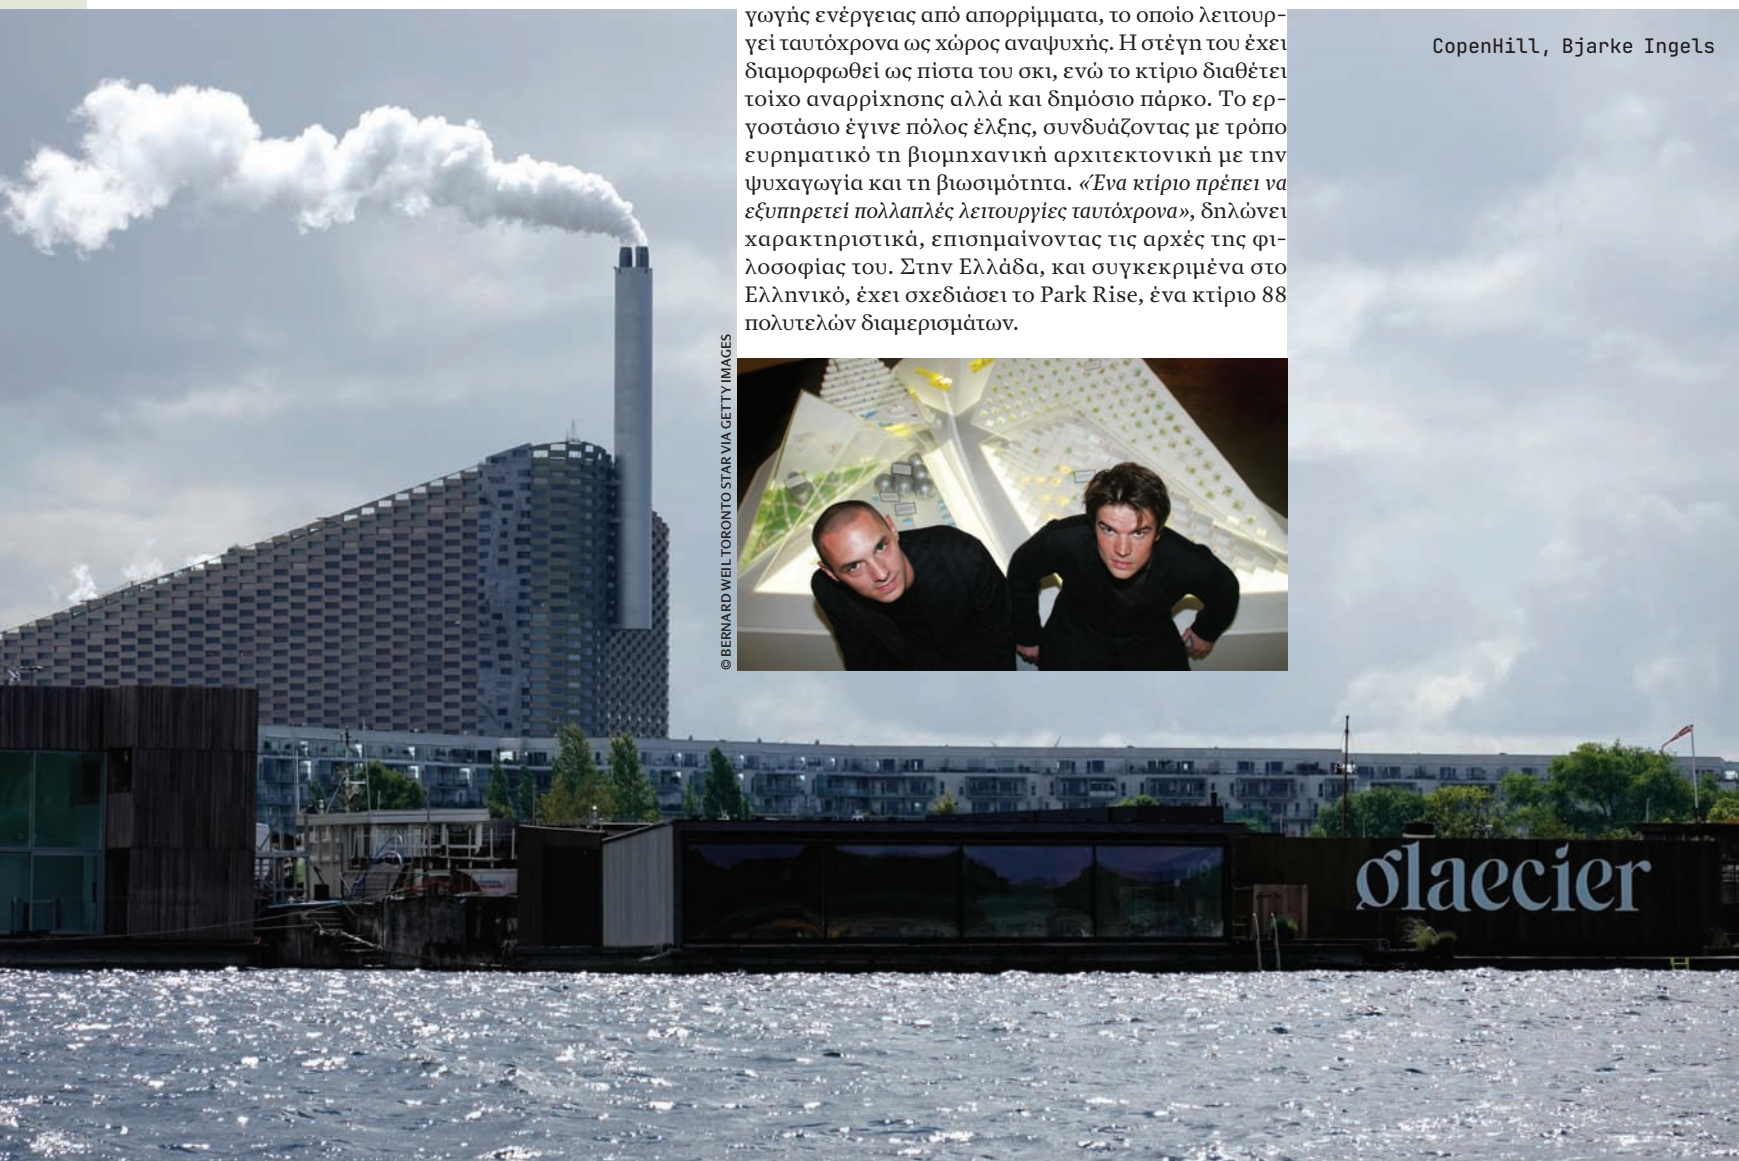 γωγής ενέργειας από απορρίμματα, το οποίο λειτουρ-
γεί ταυτόχρονα ως χώρος αναψυχής. Η στέγη του έχει
διαμορφωθεί ως πίστα του σκι, ενώ το κτίριο διαθέτει
τοίχο αναρρίχησης αλλά και δημόσιο πάρκο. Το ερ-
γοστάσιο έγινε πόλος έλξης, συνδυάζοντας με τρόπο
ευρηματικό τη βιομηχανική αρχιτεκτονική με την
ψυχαγωγία και τη βιωσιμότητα. «Ένα κτίριο πρέπει να
εξυπηρετεί πολλαπλές λειτουργίες ταυτόχρονα», δηλώνει
χαρακτηριστικά, επισημαίνοντας τις αρχές της φι-
λοσοφίας του. Στην Ελλάδα, και συγκεκριμένα στο
Ελληνικό, έχει σχεδιάσει το Park Rise, ένα κτίριο 88
πολυτελών διαμερισμάτων.
CopenHill, Bjarke Ingels
© BERNARD WEIL TORONTO STAR VIA GETTY IMAGES
glaecier